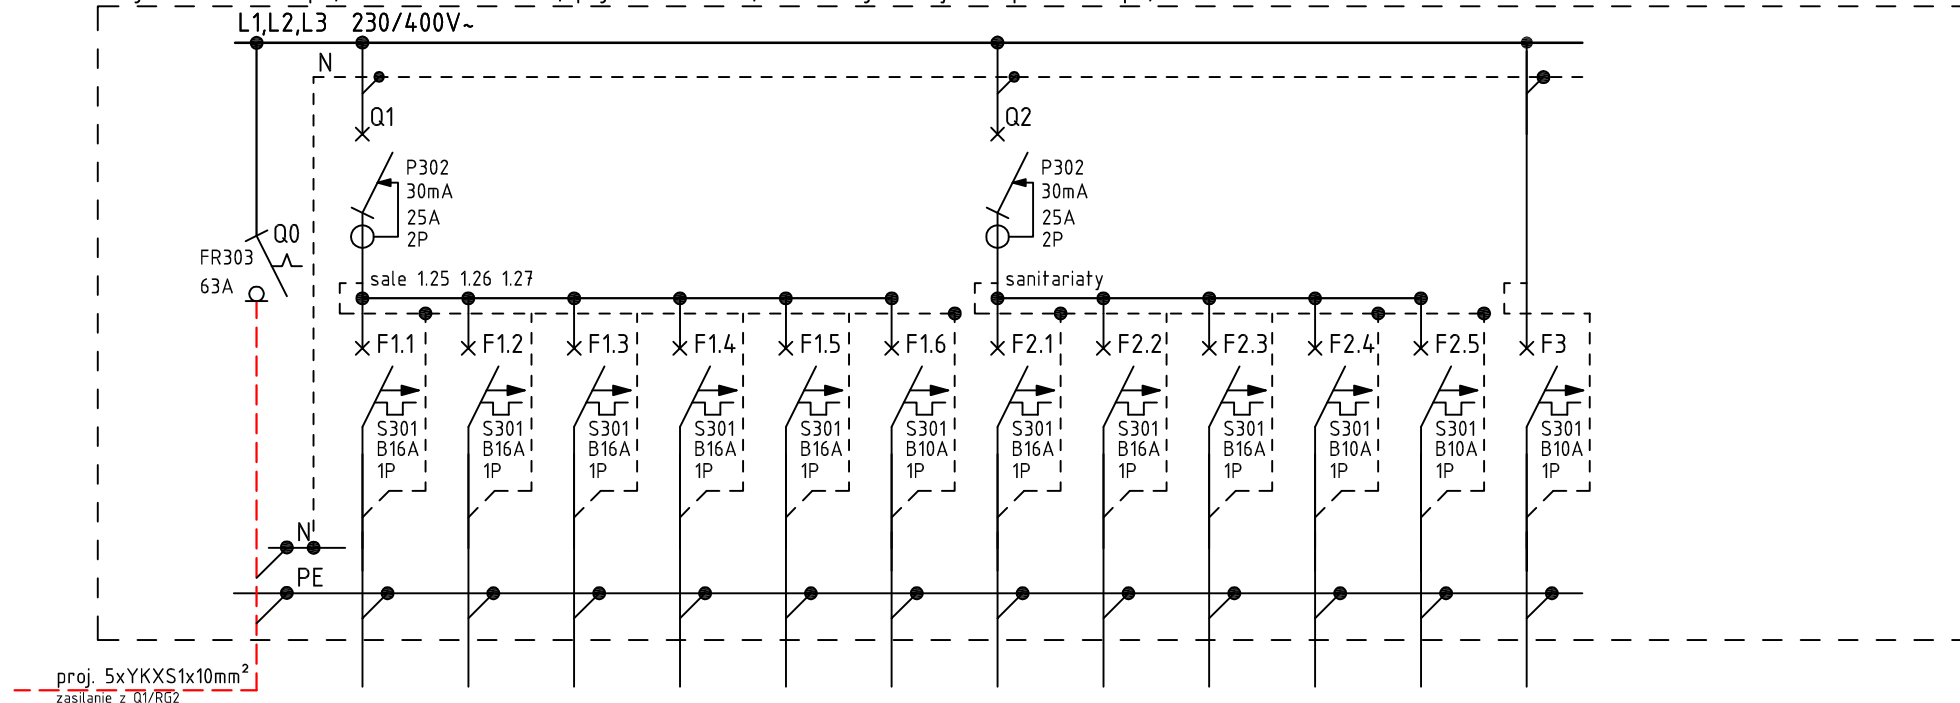 L1,L2,L3 230/400V~
N
Q1
P302
30mA
25A
2P
Q2
P302
30mA
25A
2P
Q0
FR303
63A
sale 1.25 1.26 1.27
sanitariaty
F1.1
F1.2
F1.3
F1.4
F1.5
F1.6
F2.1
F2.2
F2.3
F2.4
F2.5
F3
S301
B16A
1P
S301
B16A
1P
S301
B16A
1P
S301
B16A
1P
S301
B16A
1P
S301
B10A
1P
S301
B16A
1P
S301
B16A
1P
S301
B16A
1P
S301
B10A
1P
S301
B10A
1P
S301
B10A
1P
N
PE
proj. 5xYKXS1x10mm²
zasilanie z Q1/RG2